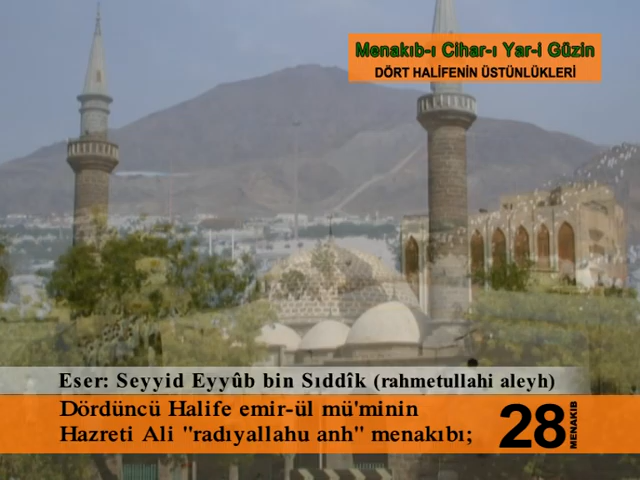 Menakıb-ı Cihar-ı Yar-i Güzin
DÖRT HALİFENİN ÜSTÜNLÜKLERİ
Eser: Seyyid Eyyûb bin Sıddîk (rahmetullahi aleyh)
Dördüncü Halife emir-ül mü'minin
Hazreti Ali "radıyallahu anh" menakıbı;
28
MENAKIB